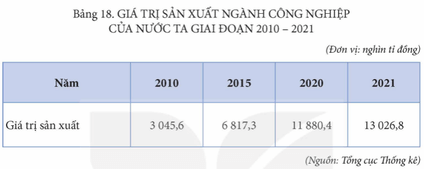 Bảng 18. GIÁ TRỊ SẢN XUẤT NGÀNH CÔNG NGHIỆP
CỦA NƯỚC TA GIAI ĐOẠN 2010 – 2021
(Đơn vị: nghìn tỉ đồng)
Năm 2010 2015 2020 2021
Giá trị sản xuất 3 045,6 6 817,3 11 880,4 13 026,8
(Nguồn: Tổng cục Thống kê)